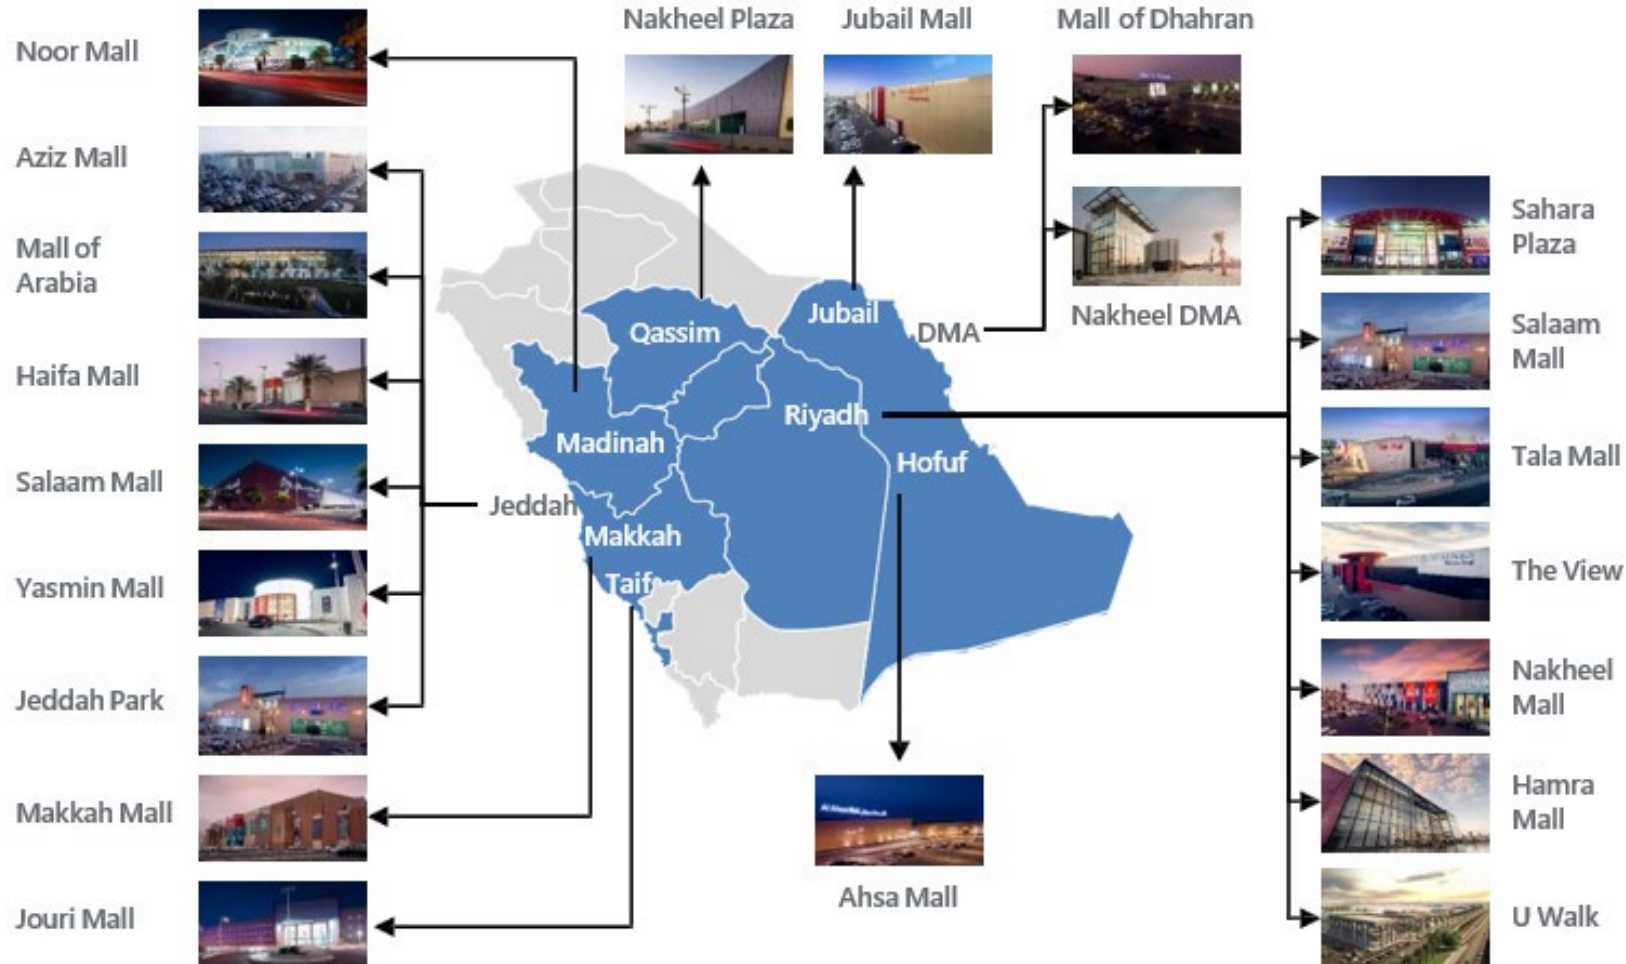 Nakheel Plaza
Jubail Mall
Mall of Dhahran
Noor Mall
Aziz Mall
Mall of
Arabia
Haifa Mall
Salaam Mall
Yasmin Mall
Jeddah Park
Makkah Mall
Jouri Mall
Qassim
Jubail
DMA
Nakheel DMA
Riyadh
Madinah
Hofuf
Jeddah
Makkah
Taif
Ahsa Mall
Sahara
Plaza
Salaam
Mall
Tala Mall
The View
Nakheel
Mall
Hamra
Mall
U Walk